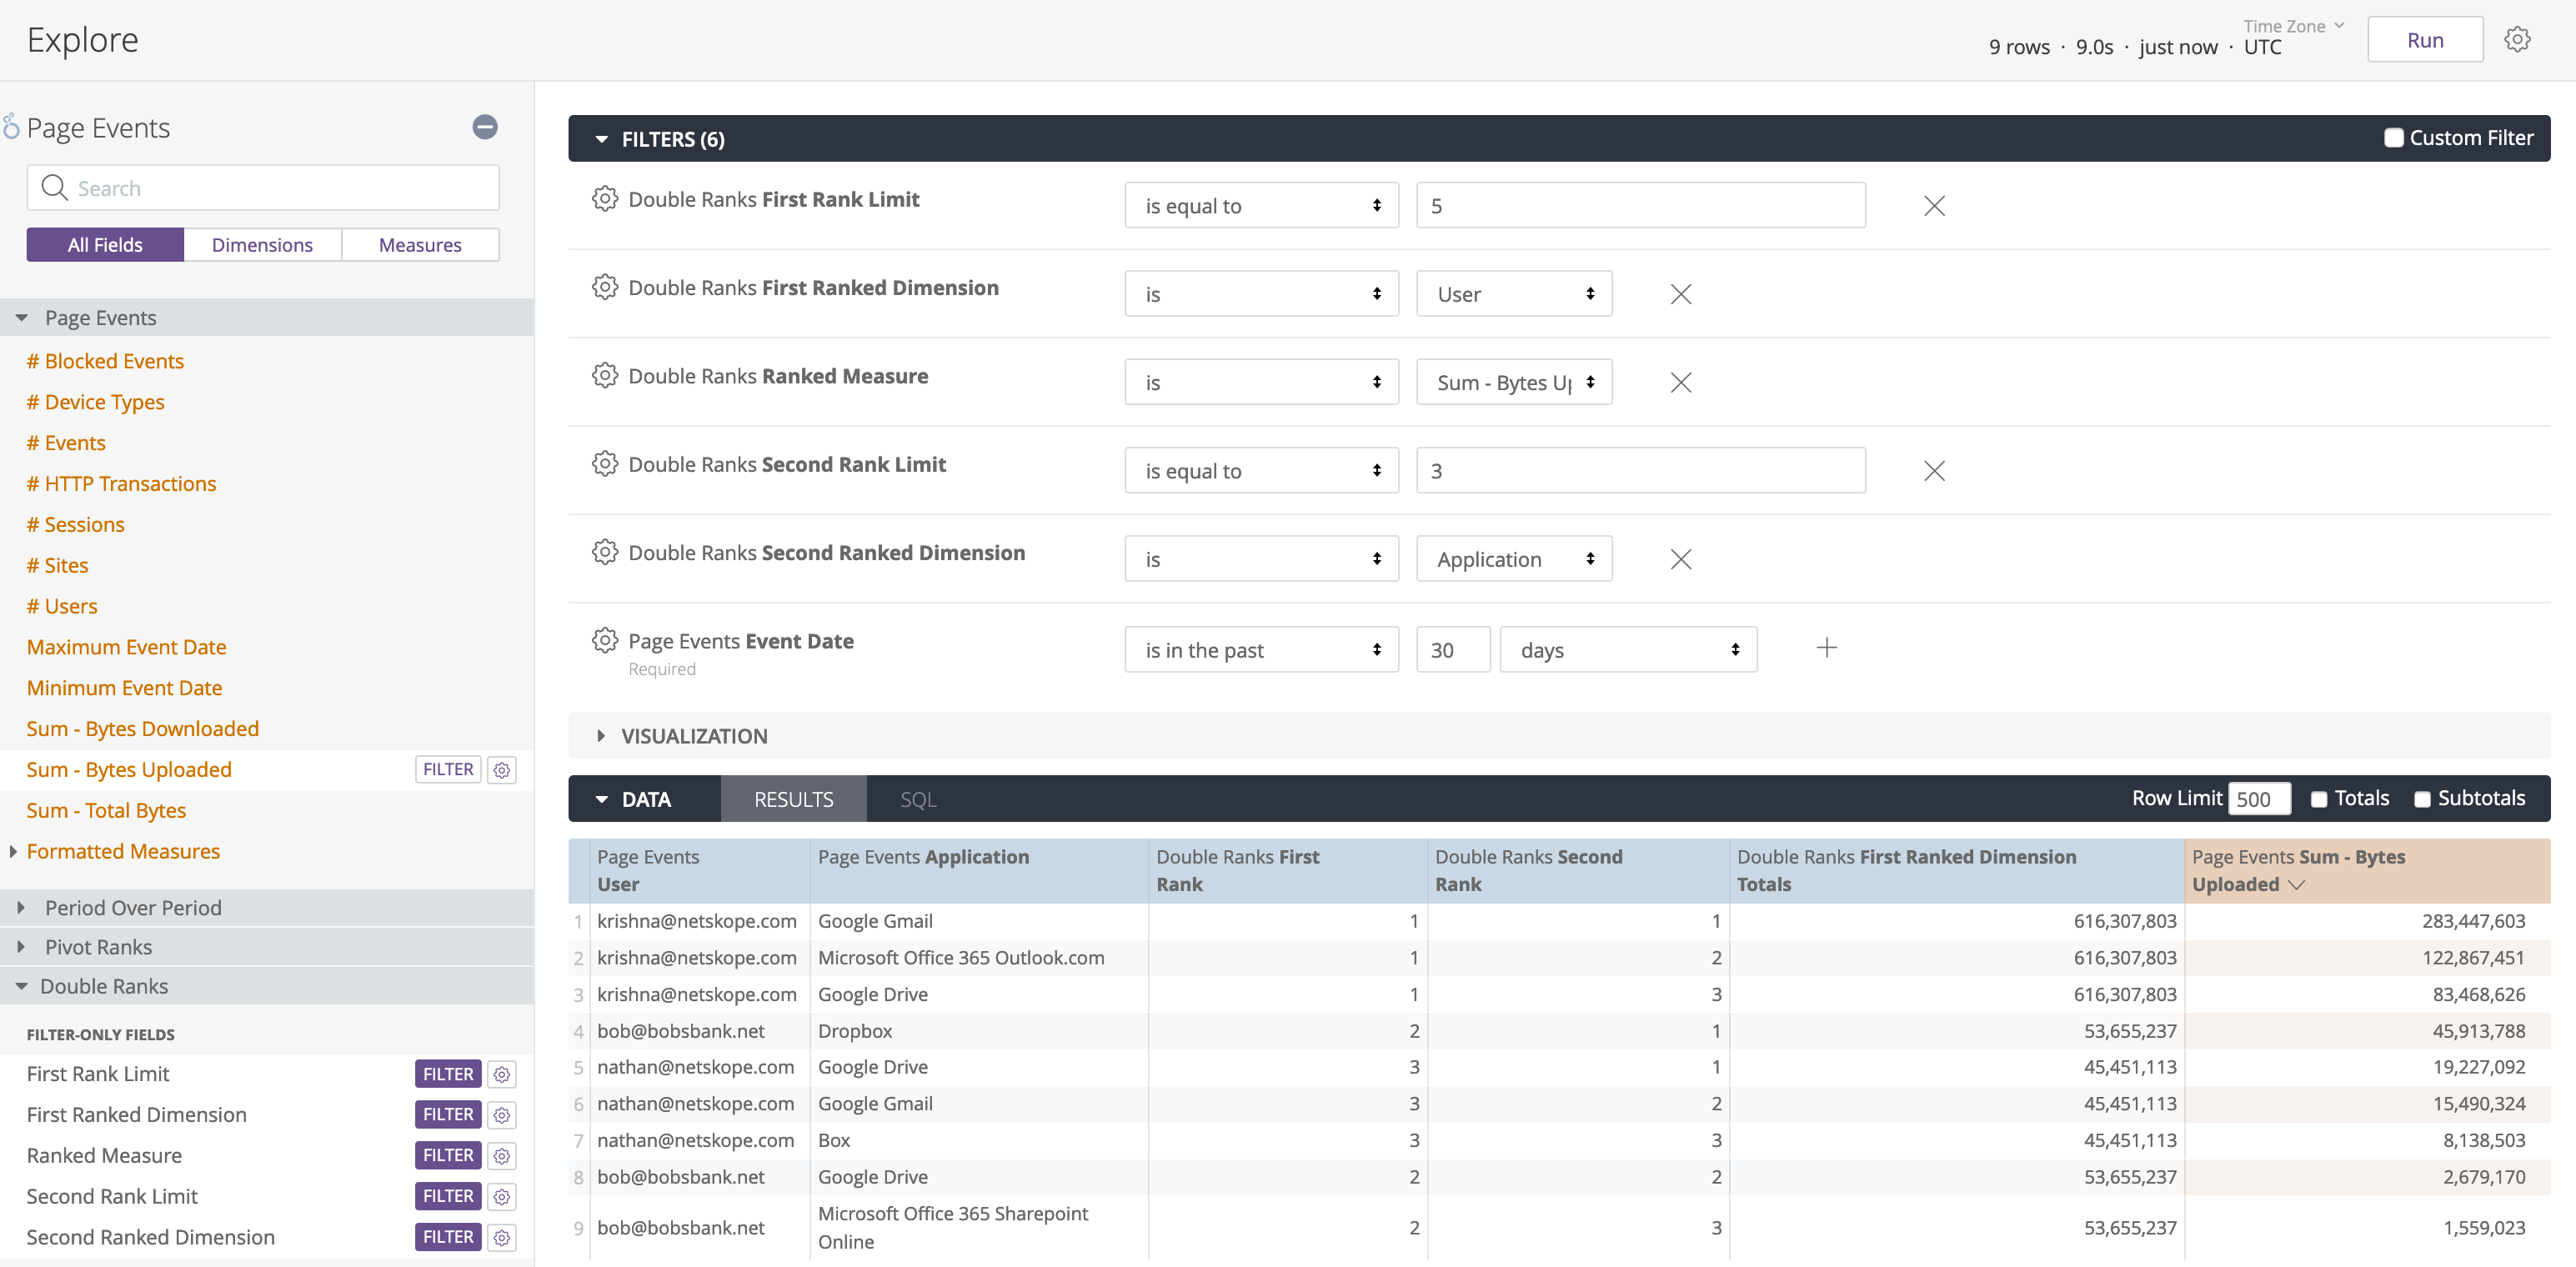 Explore
9 rows · 9.0s · just now ·
Time Zone
UTC
Run
Page Events
Search
All Fields
Dimensions
Measures
Page Events
# Blocked Events
# Device Types
# Events
# HTTP Transactions
# Sessions
# Sites
# Users
Maximum Event Date
Minimum Event Date
Sum - Bytes Downloaded
Sum - Bytes Uploaded FILTER
Sum - Total Bytes
Formatted Measures
Period Over Period
Pivot Ranks
Double Ranks
FILTER-ONLY FIELDS
First Rank Limit FILTER
First Ranked Dimension FILTER
Ranked Measure FILTER
Second Rank Limit FILTER
Second Ranked Dimension FILTER
FILTERS (6)
Custom Filter
Double Ranks First Rank Limit is equal to 5
Double Ranks First Ranked Dimension is User
Double Ranks Ranked Measure is Sum - Bytes Up
Double Ranks Second Rank Limit is equal to 3
Double Ranks Second Ranked Dimension is Application
Page Events Event Date is in the past 30 days
Required
VISUALIZATION
DATA RESULTS SQL Row Limit 500 Totals Subtotals
Page Events User
Page Events Application
Double Ranks First Rank
Double Ranks Second Rank
Double Ranks First Ranked Dimension Totals
Page Events Sum - Bytes Uploaded
1 krishna@netskope.com Google Gmail 1 1 616,307,803 283,447,603
2 krishna@netskope.com Microsoft Office 365 Outlook.com 1 2 616,307,803 122,867,451
3 krishna@netskope.com Google Drive 1 3 616,307,803 83,468,626
4 bob@bobsbank.net Dropbox 2 1 53,655,237 45,913,788
5 nathan@netskope.com Google Drive 3 1 45,451,113 19,227,092
6 nathan@netskope.com Google Gmail 3 2 45,451,113 15,490,324
7 nathan@netskope.com Box 3 3 45,451,113 8,138,503
8 bob@bobsbank.net Google Drive 2 2 53,655,237 2,679,170
9 bob@bobsbank.net Microsoft Office 365 Sharepoint Online 2 3 53,655,237 1,559,023